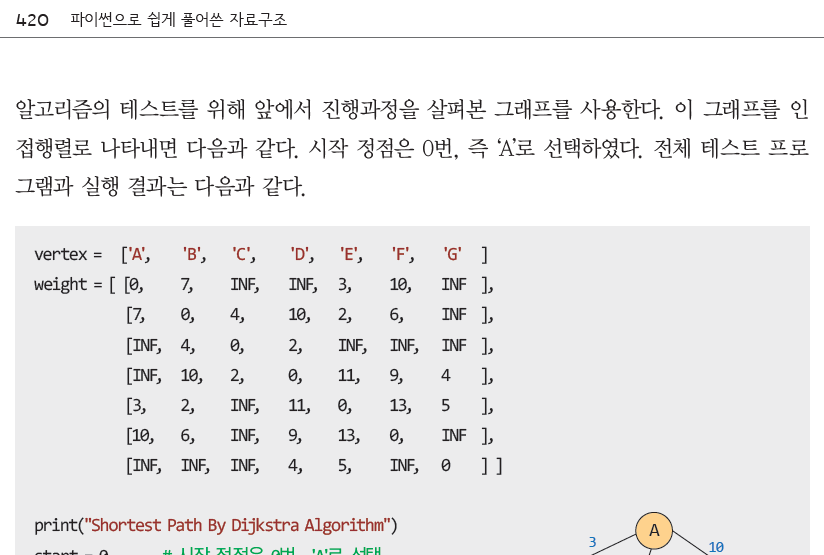 420 파이썬으로 쉽게 풀어쓴 자료구조
알고리즘의 테스트를 위해 앞에서 진행과정을 살펴본 그래프를 사용한다. 이 그래프를 인
접행렬로 나타내면 다음과 같다. 시작 정점은 0번, 즉 ‘A’로 선택하였다. 전체 테스트 프로
그램과 실행 결과는 다음과 같다.
vertex = ['A', 'B', 'C', 'D', 'E', 'F', 'G' ]
weight = [ [0, 7, INF, INF, 3, 10, INF ],
[7, 0, 4, 10, 2, 6, INF ],
[INF, 4, 0, 2, INF, INF, INF ],
[INF, 10, 2, 0, 11, 9, 4 ],
[3, 2, INF, 11, 0, 13, 5 ],
[10, 6, INF, 9, 13, 0, INF ],
[INF, INF, INF, 4, 5, INF, 0 ] ]
print("Shortest Path By Dijkstra Algorithm")
start = 0 # 시작 정점은 0번, 'A'로 선택
A
3
10